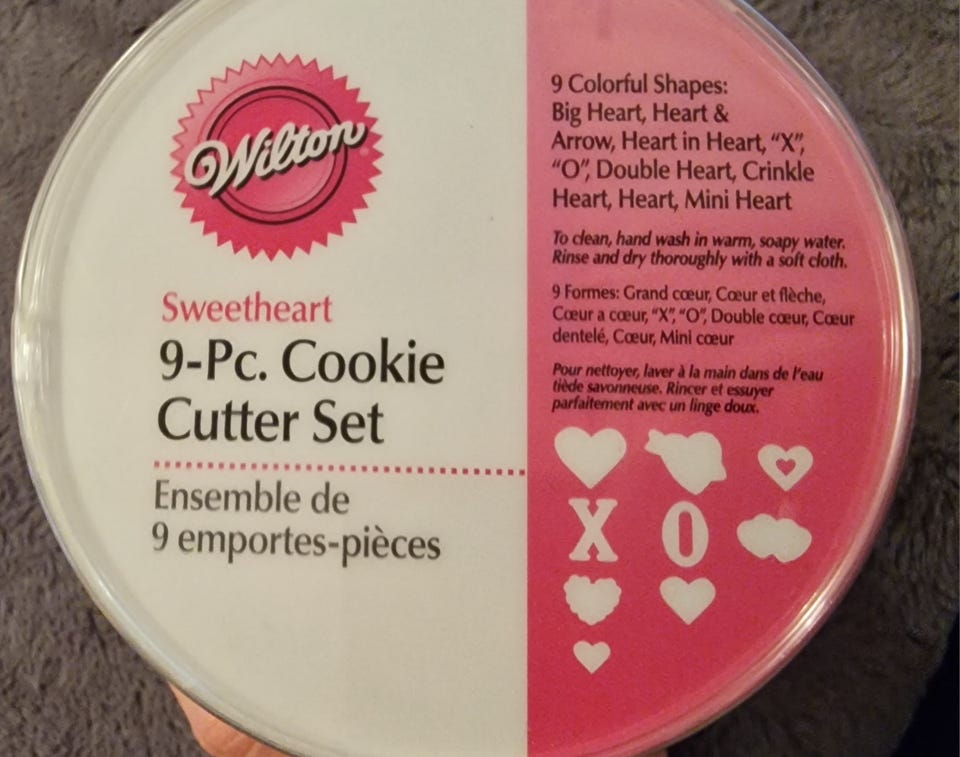 Wilton
Sweetheart
9-Pc. Cookie
Cutter Set
Ensemble de
9 emportes-pièces
9 Colorful Shapes:
Big Heart, Heart &
Arrow, Heart in Heart, “X”,
“O”, Double Heart, Crinkle
Heart, Heart, Mini Heart
To clean, hand wash in warm, soapy water.
Rinse and dry thoroughly with a soft cloth.
9 Formes: Grand cœur, Cœur et flèche,
Cœur a cœur, “X”, “O”, Double cœur, Cœur
dentelé, Cœur, Mini cœur
Pour nettoyer, laver à la main dans de l’eau
tiède savonneuse. Rincer et essuyer
parfaitement avec un linge doux.
X O